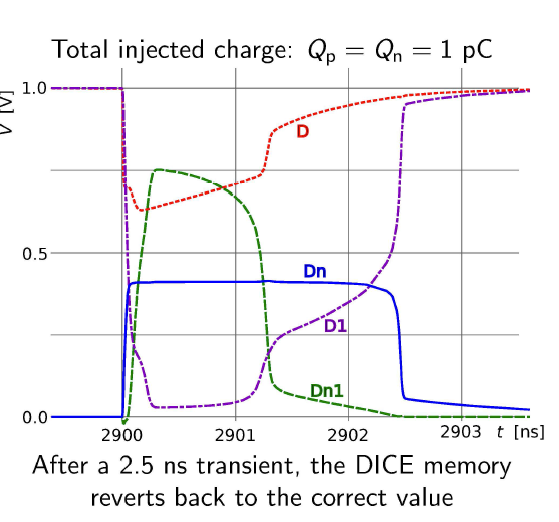 Total injected charge: Qp = Qn = 1 pC
V [V]
1.0
D
0.5
Dn
D1
Dn1
0.0
2900 2901 2902 2903 t [ns]
After a 2.5 ns transient, the DICE memory
reverts back to the correct value